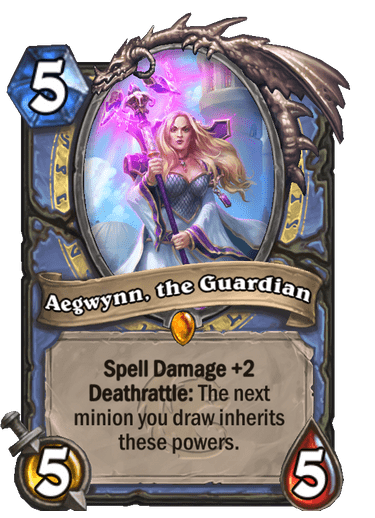 5
Aegwynn, the Guardian
Spell Damage +2
Deathrattle: The next
minion you draw inherits
these powers.
5
5